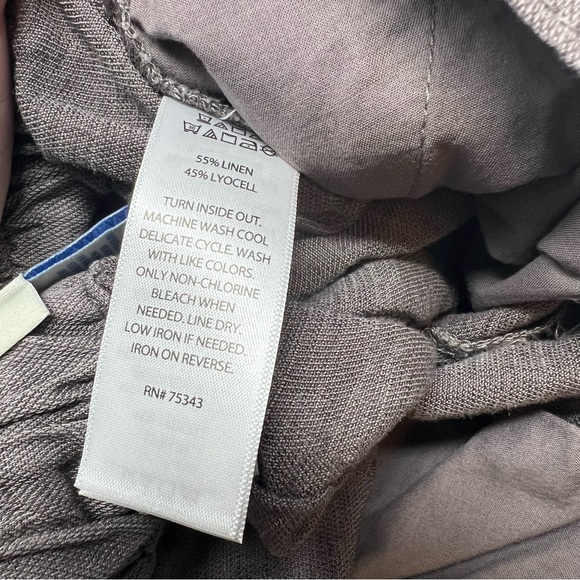 55% LINEN
45% LYOCELL
TURN INSIDE OUT.
MACHINE WASH COOL
DELICATE CYCLE. WASH
WITH LIKE COLORS.
ONLY NON-CHLORINE
BLEACH WHEN
NEEDED. LINE DRY.
LOW IRON IF NEEDED.
IRON ON REVERSE.
RN# 75343